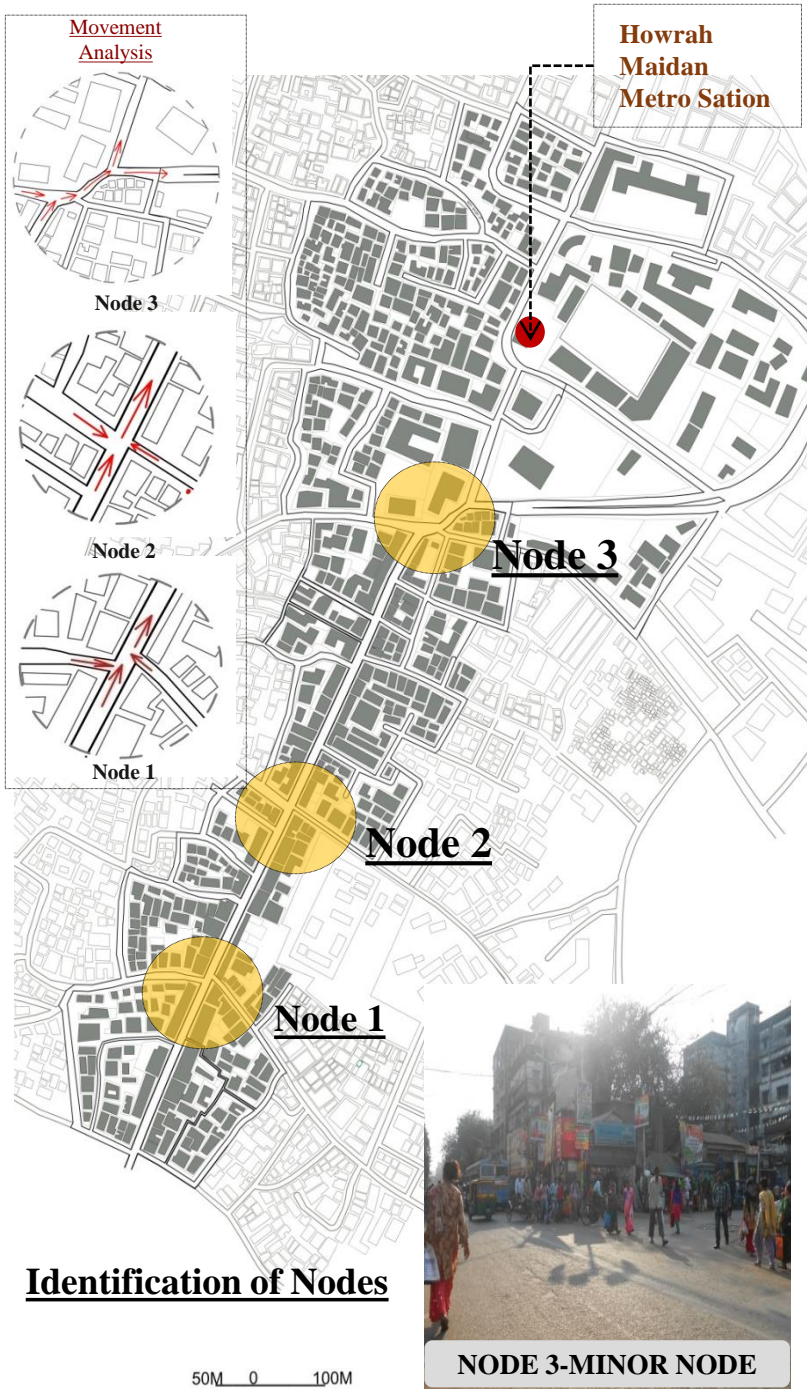 Movement
Analysis
Howrah
Maidan
Metro Sation
Node 3
Node 2
Node 1
Node 3
Node 2
Node 1
Identification of Nodes
50M 0 100M
NODE 3-MINOR NODE